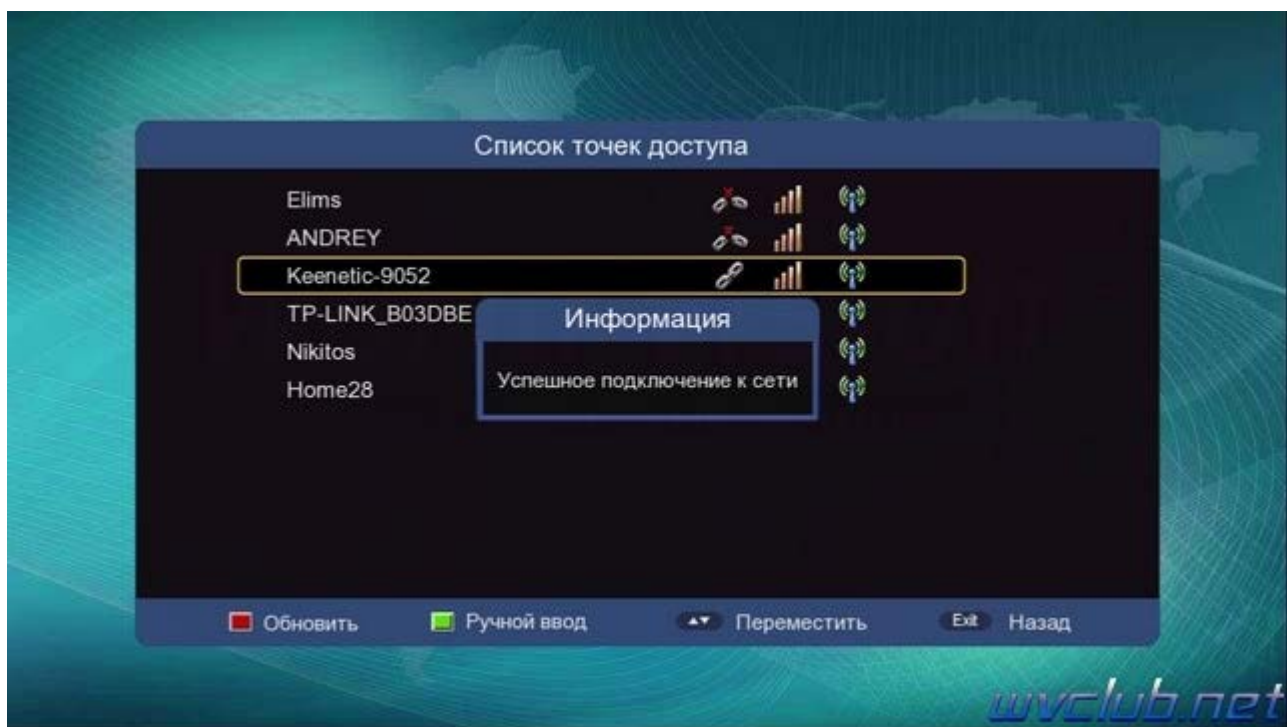 Список точек доступа
Elims
ANDREY
Keenetic-9052
TP-LINK_B03DBE
Информация
Nikitos
Успешное подключение к сети
Home28
Обновить Ручной ввод Переместить Exit Назад
wvclub.net